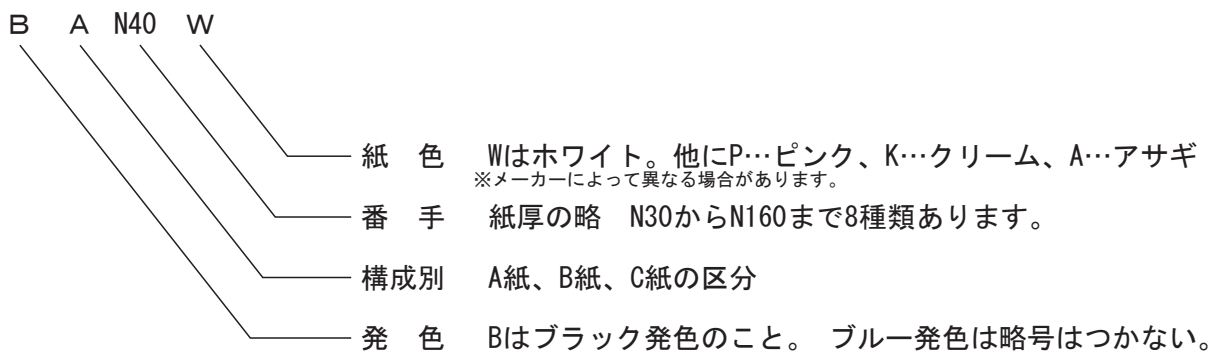 B A N40 W
紙 色 Wはホワイト。他にP…ピンク、K…クリーム、A…アサギ
※メーカーによって異なる場合があります。
番 手 紙厚の略 N30からN160まで8種類あります。
構成別 A紙、B紙、C紙の区分
発 色 Bはブラック発色のこと。 ブルー発色は略号はつかない。